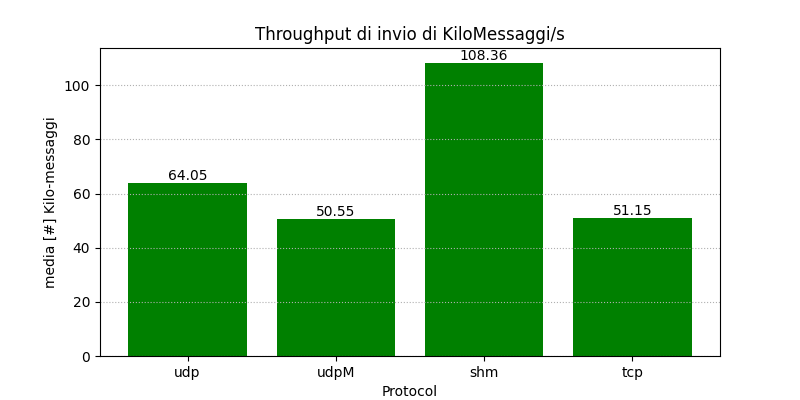 Throughput di invio di KiloMessaggi/s
media [#] Kilo-messaggi
100
80
60
40
20
0
64.05
50.55
108.36
51.15
udp
udpM
shm
tcp
Protocol